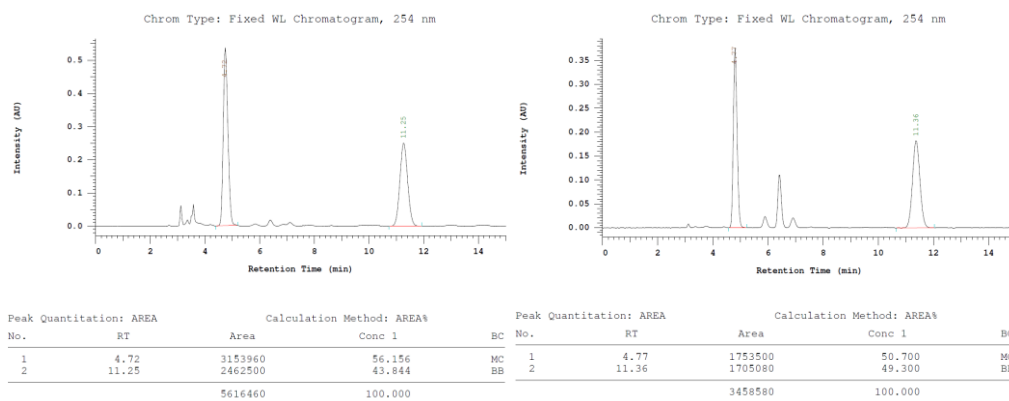 Chrom Type: Fixed WL Chromatogram, 254 nm
Intensity (AU)
0.5
0.4
0.3
0.2
0.1
0.0
4.72
11.25
0 2 4 6 8 10 12 14
Retention Time (min)
Peak Quantitation: AREA Calculation Method: AREA%
No. RT Area Conc 1 BC
1 4.72 3153960 56.156 MC
2 11.25 2462500 43.844 BB
5616460 100.000
Chrom Type: Fixed WL Chromatogram, 254 nm
Intensity (AU)
0.35
0.30
0.25
0.20
0.15
0.10
0.05
0.00
4.77
11.36
0 2 4 6 8 10 12 14
Retention Time (min)
Peak Quantitation: AREA Calculation Method: AREA%
No. RT Area Conc 1
1 4.77 1753500 50.700
2 11.36 1705080 49.300
3458580 100.000